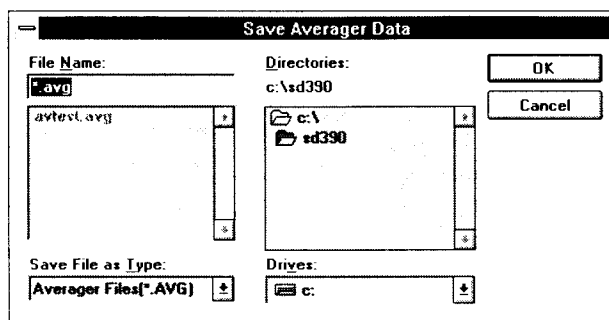 Save Averager Data
File Name:
*.avg
avtest.avg
Save File as Type:
Averager Files(*.AVG)
Directories:
c:\sd390
c:\
sd390
Drives:
c:
OK
Cancel